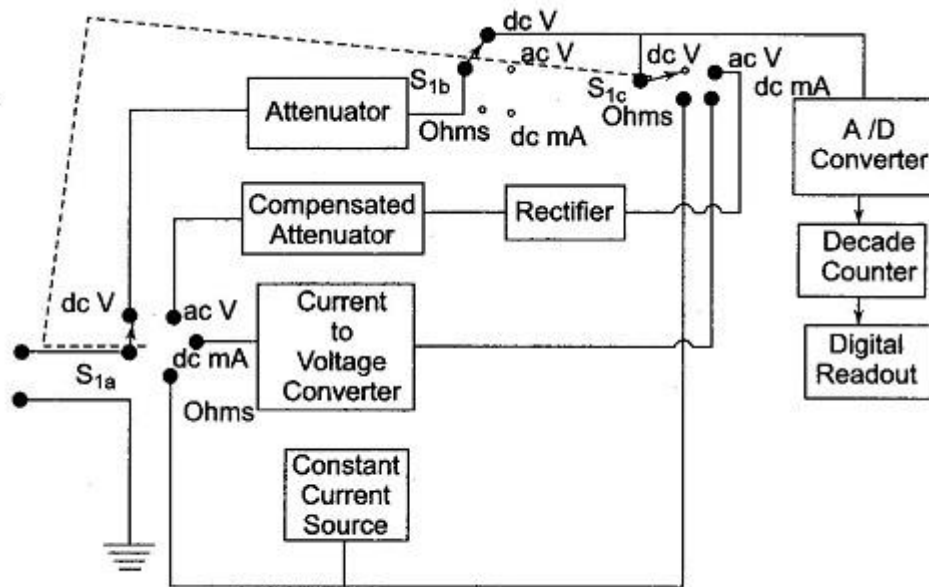 dc V
ac V
S1b
Attenuator
Ohms
dc mA
dc V
S1c
Ohms
ac V
dc mA
A /D
Converter
Compensated
Attenuator
Rectifier
Decade
Counter
dc V
ac V
dc mA
S1a
Ohms
Current
to
Voltage
Converter
Digital
Readout
Constant
Current
Source